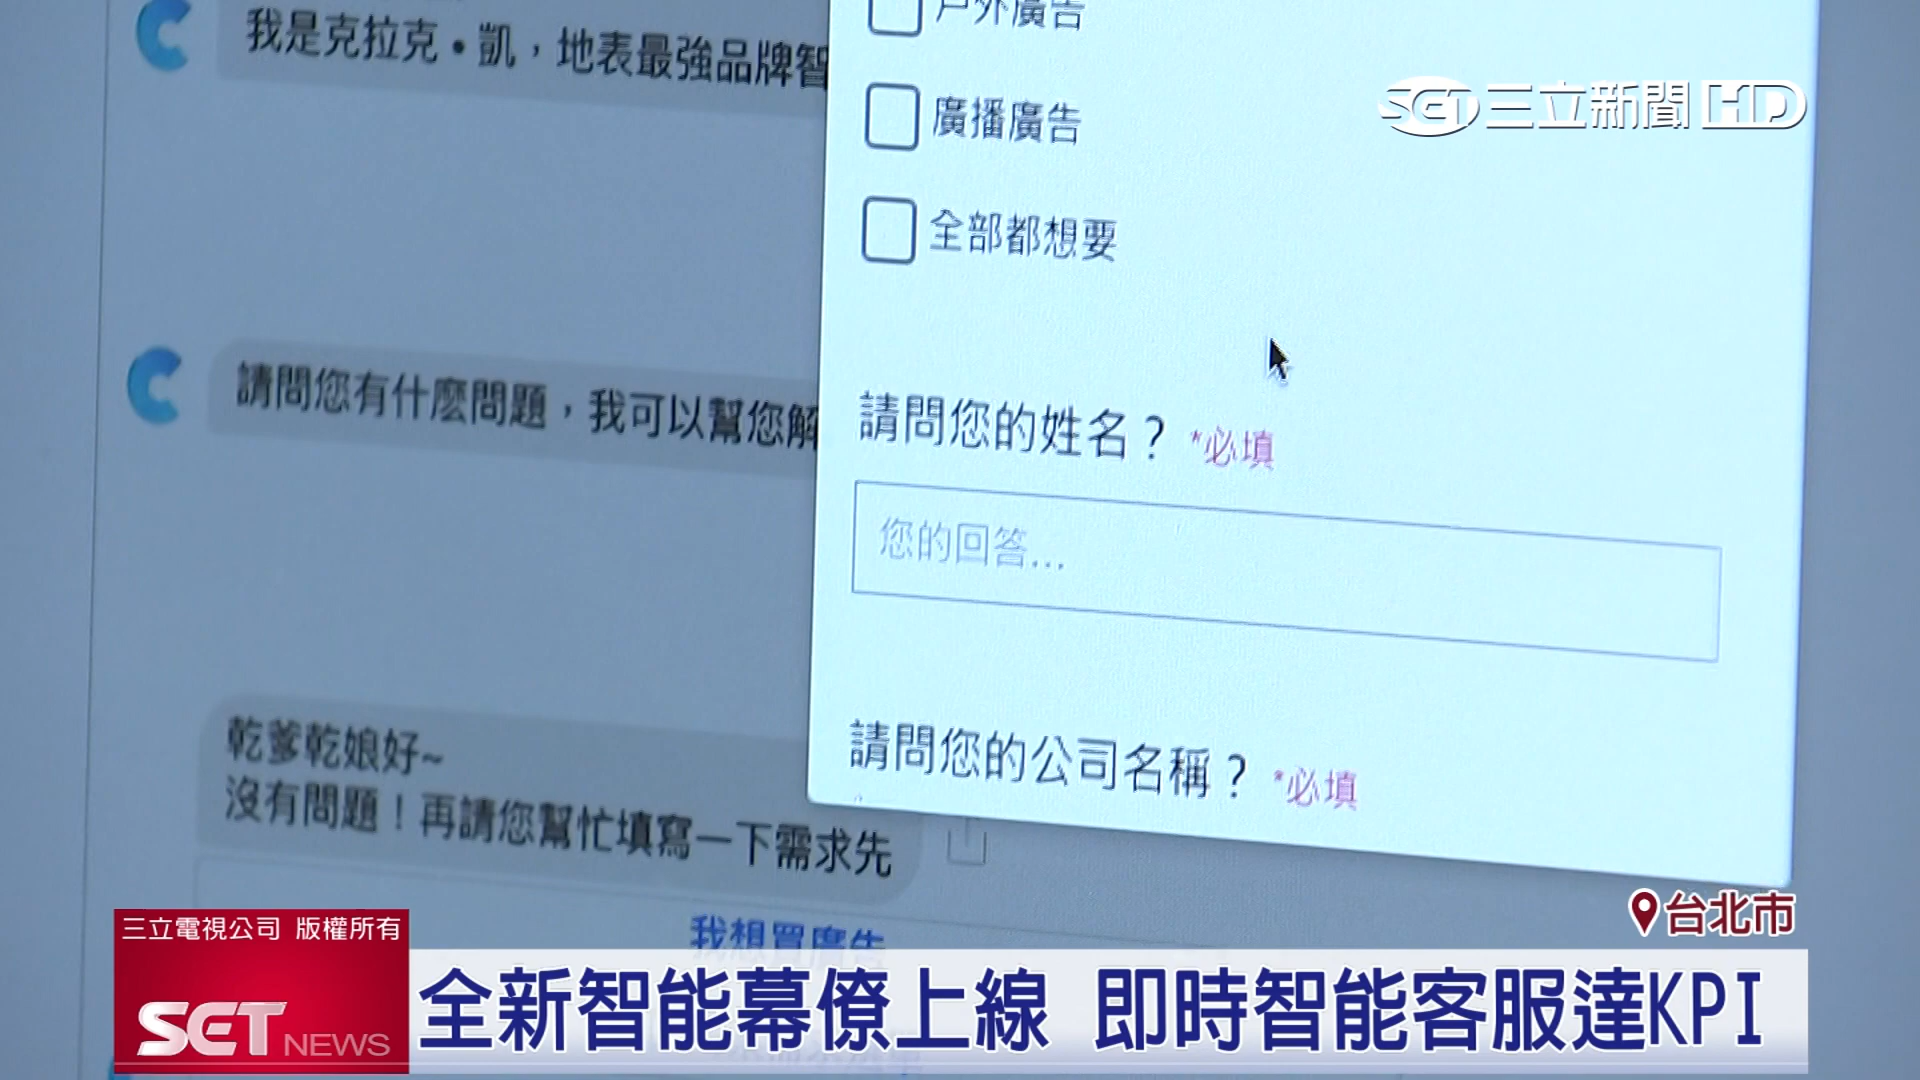 我是克拉克•凱，地表最強品牌智
請問您有什麼問題，我可以幫您解
乾爹乾娘好~
沒有問題！再請您幫忙填寫一下需求先
我想買廣告
戶外廣告
廣播廣告
全部都想要
請問您的姓名？ *必填
您的回答...
請問您的公司名稱？ *必填
SET三立新聞HD
台北市
三立電視公司 版權所有
SET NEWS
全新智能幕僚上線 即時智能客服達KPI